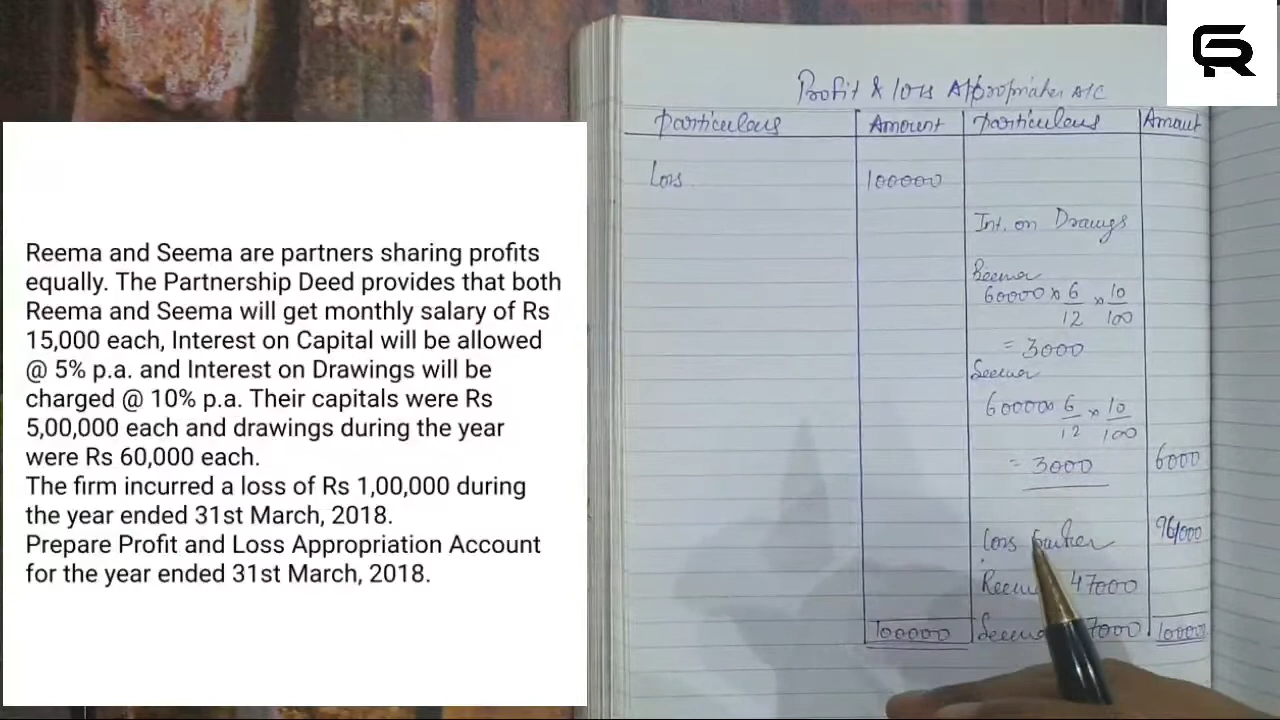 Reema and Seema are partners sharing profits
equally. The Partnership Deed provides that both
Reema and Seema will get monthly salary of Rs
15,000 each, Interest on Capital will be allowed
@ 5% p.a. and Interest on Drawings will be
charged @ 10% p.a. Their capitals were Rs
5,00,000 each and drawings during the year
were Rs 60,000 each.
The firm incurred a loss of Rs 1,00,000 during
the year ended 31st March, 2018.
Prepare Profit and Loss Appropriation Account
for the year ended 31st March, 2018.
GR
Profit & loss Appropriation A/C
Particulars Amount Particulars Amount
Loss 100000
Int. on Drawings
Reema
60000 × 6/12 × 10/100
= 3000
Seema
60000 × 6/12 × 10/100
= 3000 6000
Loss
Reema 47000
100000 Seema 7000 100000